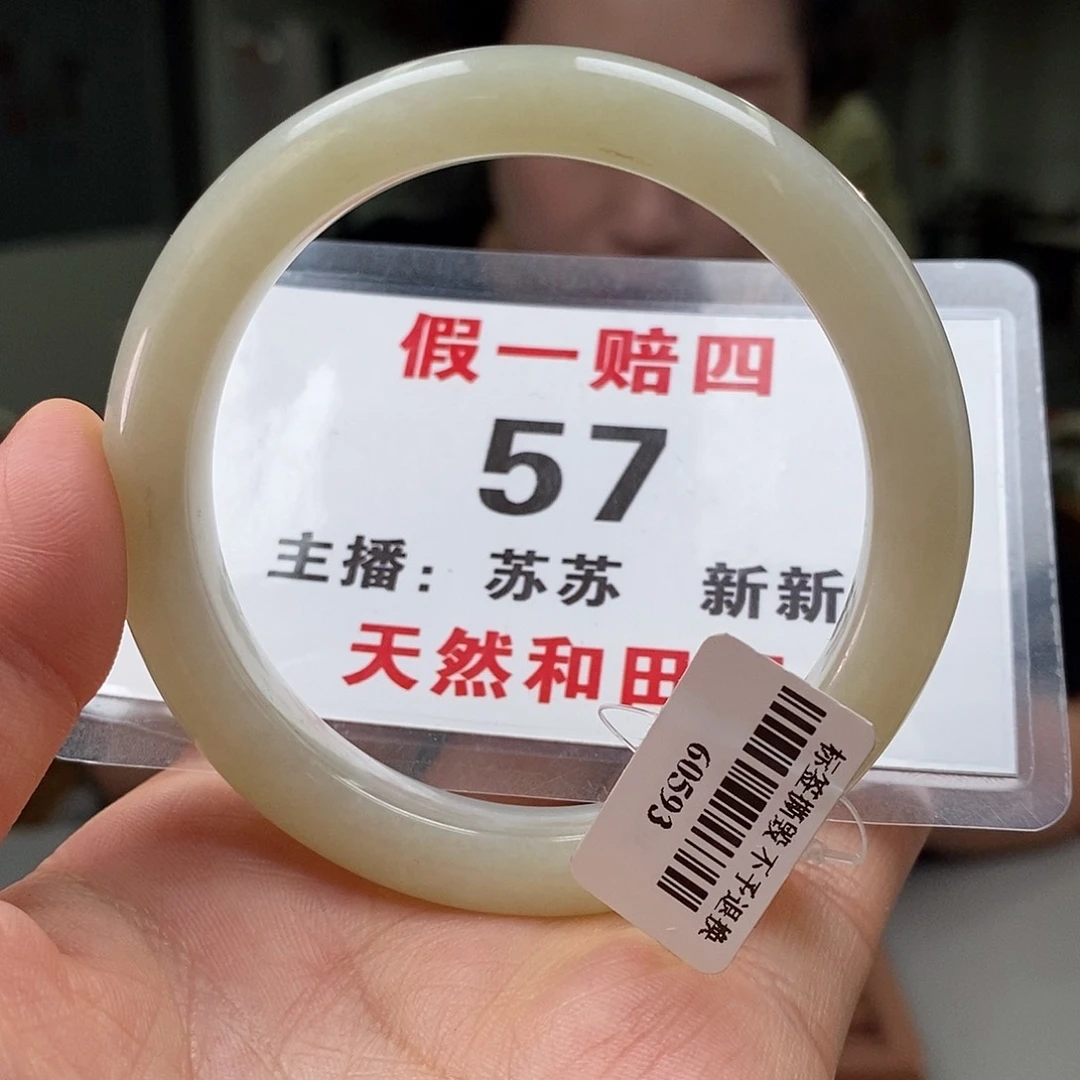 假一赔四
57
主播： 苏苏 新新
天然和田
60593
标签撕毁 不予退换